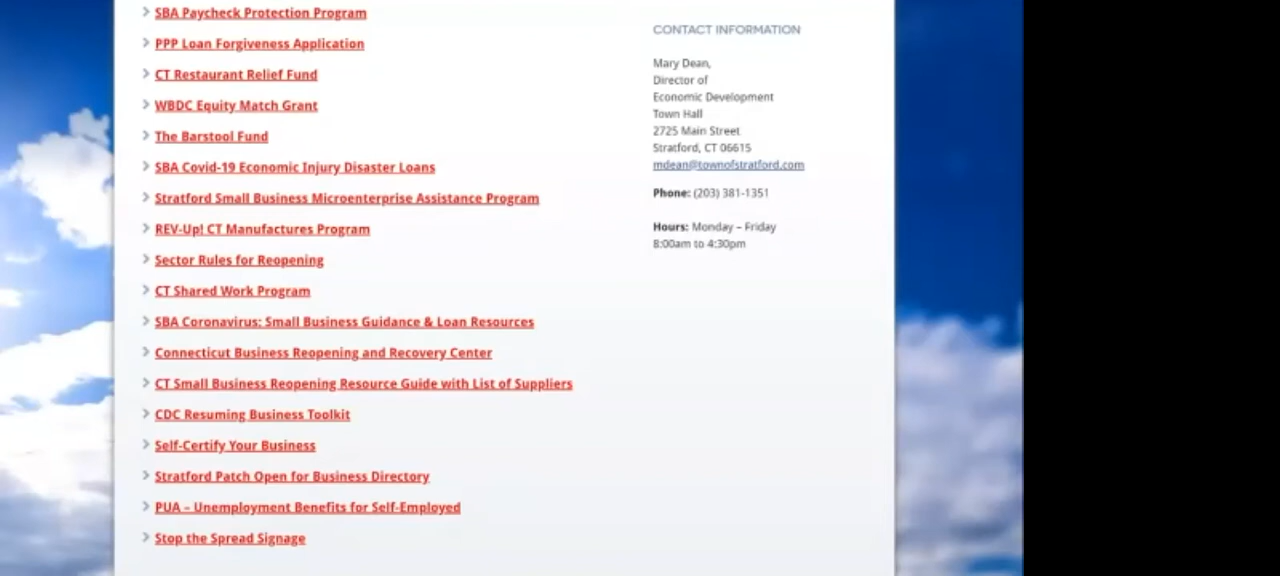 SBA Paycheck Protection Program
PPP Loan Forgiveness Application
CT Restaurant Relief Fund
WBDC Equity Match Grant
The Barstool Fund
SBA Covid-19 Economic Injury Disaster Loans
Stratford Small Business Microenterprise Assistance Program
REV-Up! CT Manufactures Program
Sector Rules for Reopening
CT Shared Work Program
SBA Coronavirus: Small Business Guidance & Loan Resources
Connecticut Business Reopening and Recovery Center
CT Small Business Reopening Resource Guide with List of Suppliers
CDC Resuming Business Toolkit
Self-Certify Your Business
Stratford Patch Open for Business Directory
PUA – Unemployment Benefits for Self-Employed
Stop the Spread Signage
CONTACT INFORMATION
Mary Dean,
Director of
Economic Development
Town Hall
2725 Main Street
Stratford, CT 06615
mdean@townofstratford.com
Phone: (203) 381-1351
Hours: Monday – Friday
8:00am to 4:30pm